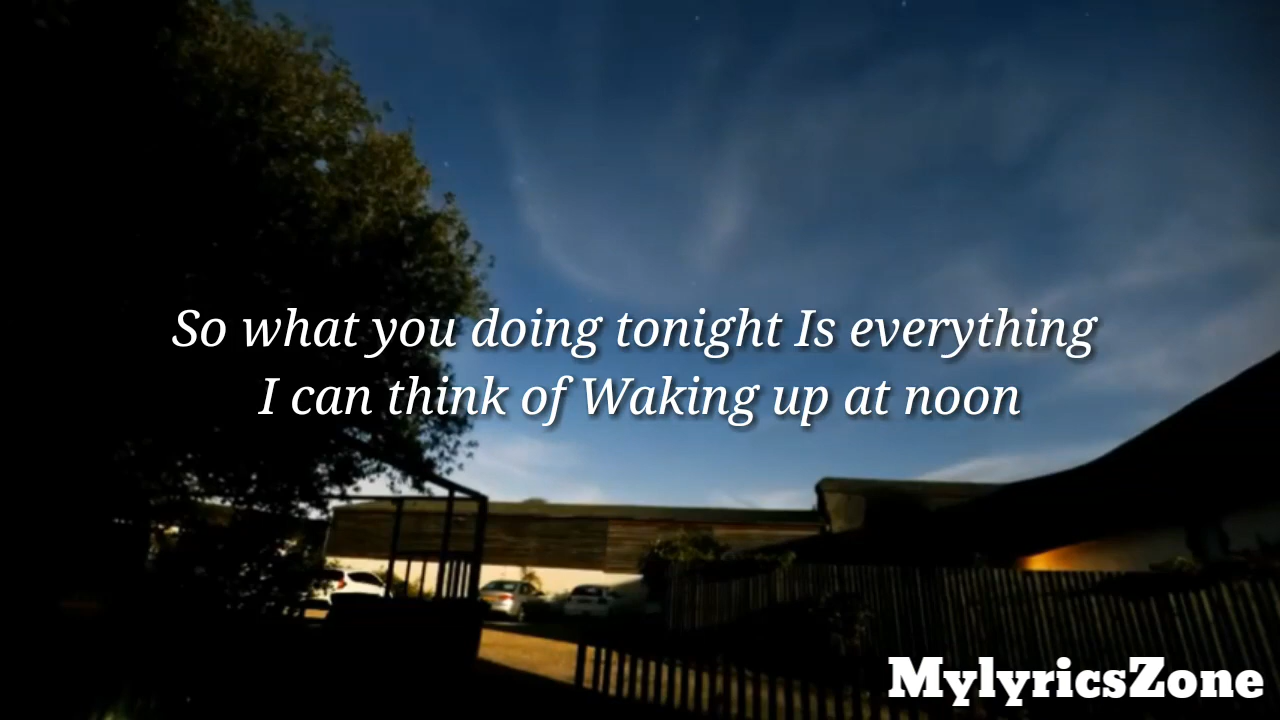 So what you doing tonight Is everything
I can think of Waking up at noon
MylyricsZone